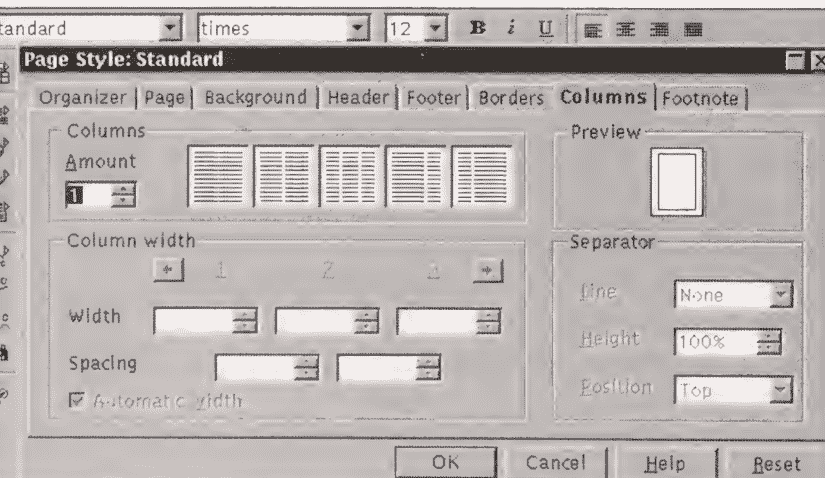 tandard times 12 B i U
Page Style: Standard
Organizer Page Background Header Footer Borders Columns Footnote
Columns
Amount
1
Preview
Column width
1 2 3
Width
Spacing
Automatic width
Separator
Line None
Height 100%
Position Top
OK Cancel Help Reset